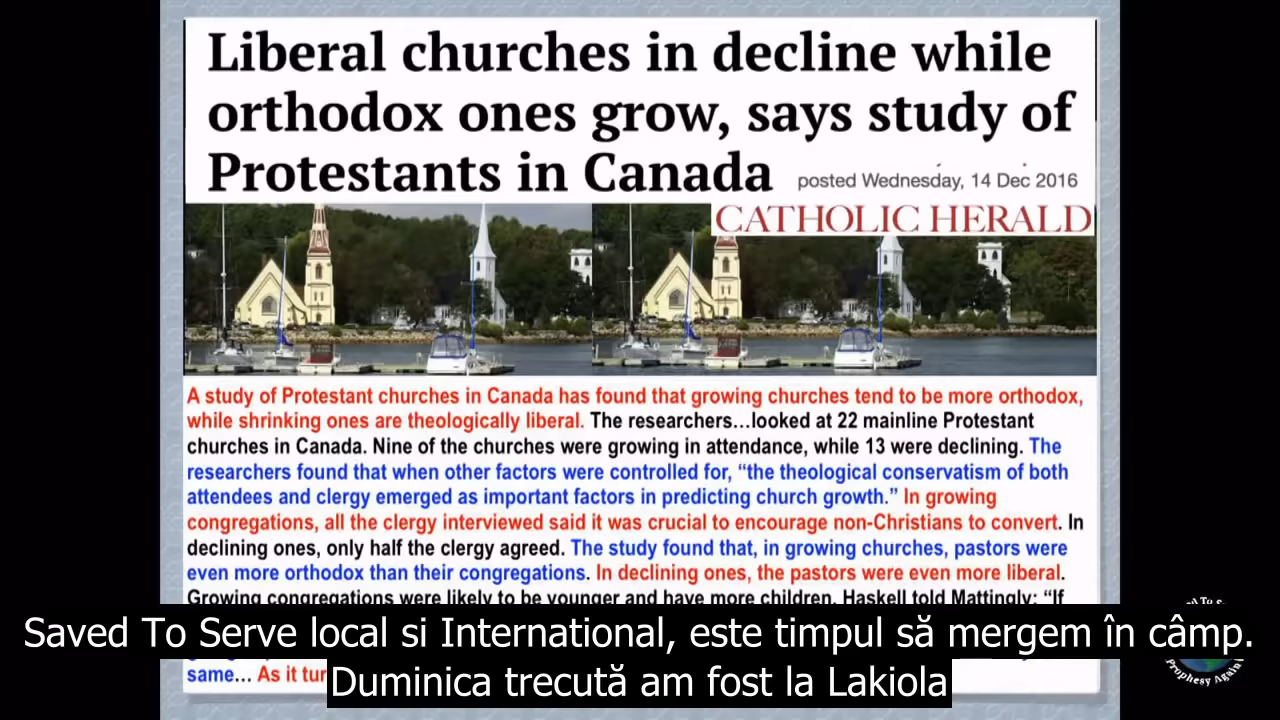 Liberal churches in decline while
orthodox ones grow, says study of
Protestants in Canada
posted Wednesday, 14 Dec 2016
CATHOLIC HERALD
A study of Protestant churches in Canada has found that growing churches tend to be more orthodox,
while shrinking ones are theologically liberal. The researchers…looked at 22 mainline Protestant
churches in Canada. Nine of the churches were growing in attendance, while 13 were declining. The
researchers found that when other factors were controlled for, “the theological conservatism of both
attendees and clergy emerged as important factors in predicting church growth.” In growing
congregations, all the clergy interviewed said it was crucial to encourage non-Christians to convert. In
declining ones, only half the clergy agreed. The study found that, in growing churches, pastors were
even more orthodox than their congregations. In declining ones, the pastors were even more liberal.
Growing congregations were likely to be younger and have more children. Haskell told Mattingly: “If
same… As it tur
Saved To Serve local si International, este timpul să mergem în câmp.
Duminica trecută am fost la Lakiola
Prophesy Again